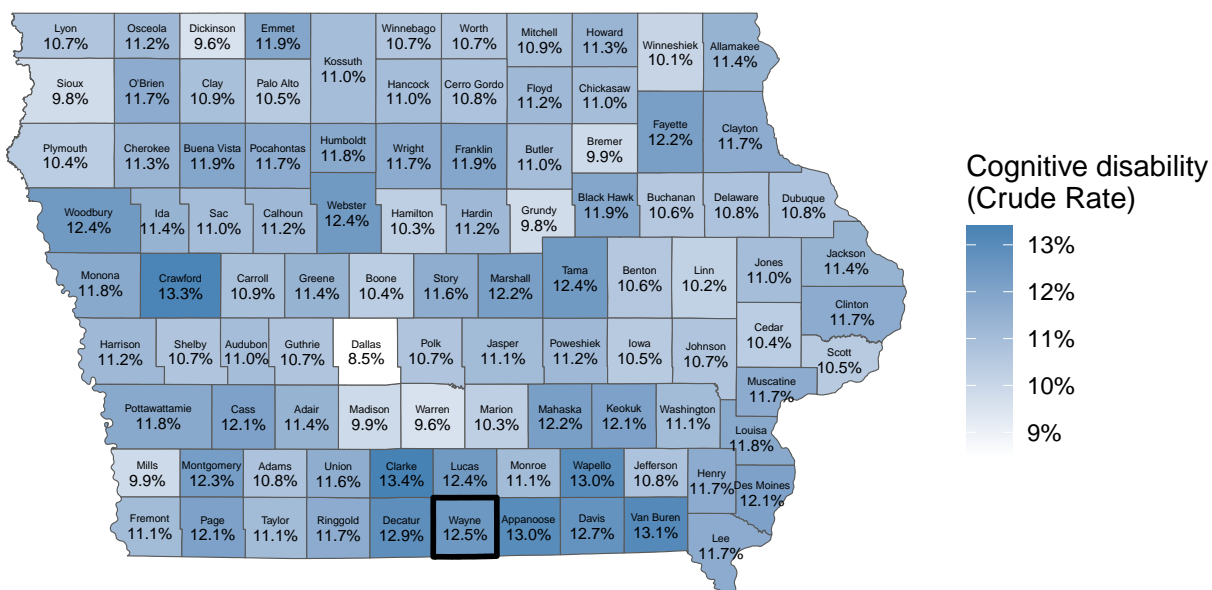 Lyon
10.7%
Osceola
11.2%
Dickinson
9.6%
Emmet
11.9%
Kossuth
11.0%
Winnebago
10.7%
Worth
10.7%
Mitchell
10.9%
Howard
11.3%
Winneshiek
10.1%
Allamakee
11.4%
Sioux
9.8%
O'Brien
11.7%
Clay
10.9%
Palo Alto
10.5%
Hancock
11.0%
Cerro Gordo
10.8%
Floyd
11.2%
Chickasaw
11.0%
Fayette
12.2%
Clayton
11.7%
Plymouth
10.4%
Cherokee
11.3%
Buena Vista
11.9%
Pocahontas
11.7%
Humboldt
11.8%
Wright
11.7%
Franklin
11.9%
Butler
11.0%
Bremer
9.9%
Woodbury
12.4%
Ida
11.4%
Sac
11.0%
Calhoun
11.2%
Webster
12.4%
Hamilton
10.3%
Hardin
11.2%
Grundy
9.8%
Black Hawk
11.9%
Buchanan
10.6%
Delaware
10.8%
Dubuque
10.8%
Monona
11.8%
Crawford
13.3%
Carroll
10.9%
Greene
11.4%
Boone
10.4%
Story
11.6%
Marshall
12.2%
Tama
12.4%
Benton
10.6%
Linn
10.2%
Jones
11.0%
Jackson
11.4%
Clinton
11.7%
Harrison
11.2%
Shelby
10.7%
Audubon
11.0%
Guthrie
10.7%
Dallas
8.5%
Polk
10.7%
Jasper
11.1%
Poweshiek
11.2%
Iowa
10.5%
Johnson
10.7%
Cedar
10.4%
Scott
10.5%
Muscatine
11.7%
Pottawattamie
11.8%
Cass
12.1%
Adair
11.4%
Madison
9.9%
Warren
9.6%
Marion
10.3%
Mahaska
12.2%
Keokuk
12.1%
Washington
11.1%
Louisa
11.8%
Mills
9.9%
Montgomery
12.3%
Adams
10.8%
Union
11.6%
Clarke
13.4%
Lucas
12.4%
Monroe
11.1%
Wapello
13.0%
Jefferson
10.8%
Henry
11.7%
Des Moines
12.1%
Fremont
11.1%
Page
12.1%
Taylor
11.1%
Ringgold
11.7%
Decatur
12.9%
Wayne
12.5%
Appanoose
13.0%
Davis
12.7%
Van Buren
13.1%
Lee
11.7%
Cognitive disability
(Crude Rate)
13%
12%
11%
10%
9%